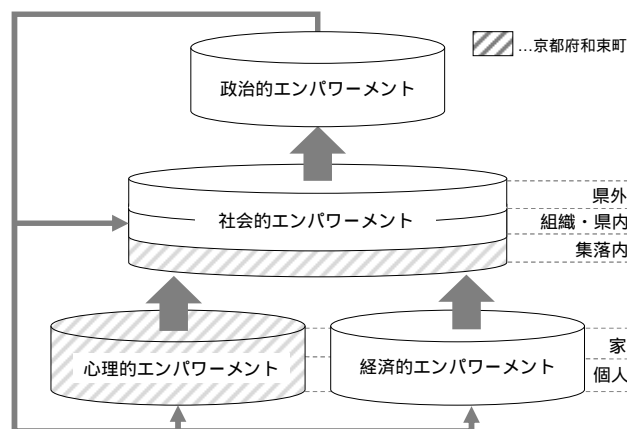 …京都府和束町
政治的エンパワーメント
県外
社会的エンパワーメント
組織・県内
集落内
家
心理的エンパワーメント
経済的エンパワーメント
個人